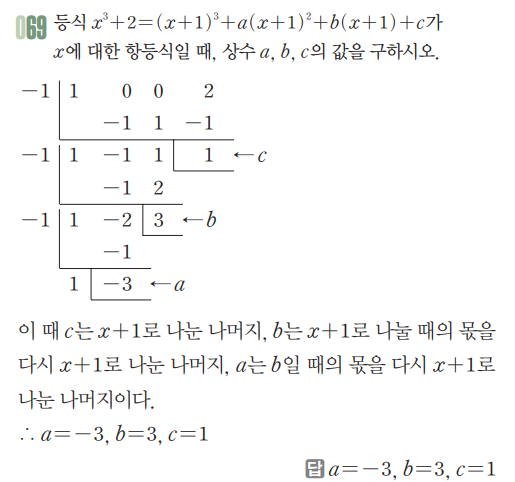 069 등식 x³+2=(x+1)³+a(x+1)²+b(x+1)+c가
x에 대한 항등식일 때, 상수 a, b, c의 값을 구하시오.
−1 1 0 0 2
−1 1 −1
−1 1 −1 1 1 ←c
−1 2
−1 1 −2 3 ←b
−1
1 −3 ←a
이 때 c는 x+1로 나눈 나머지, b는 x+1로 나눌 때의 몫을
다시 x+1로 나눈 나머지, a는 b일 때의 몫을 다시 x+1로
나눈 나머지이다.
∴ a=−3, b=3, c=1
답 a=−3, b=3, c=1